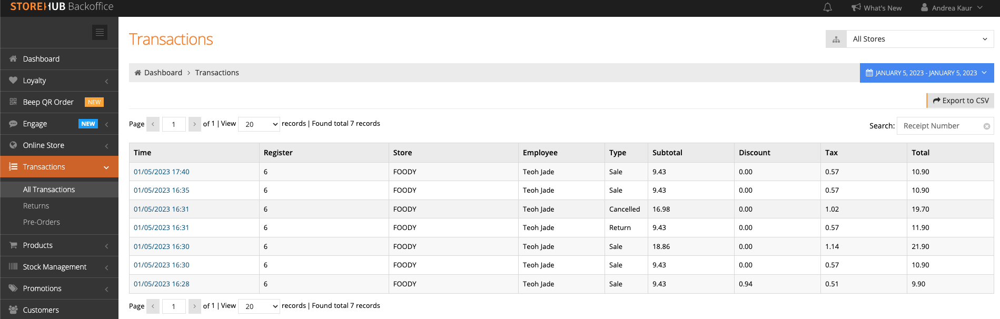 STOREHUB Backoffice
What's New
Andrea Kaur
Dashboard
Loyalty
Beep QR Order NEW
Engage NEW
Online Store
Transactions
All Transactions
Returns
Pre-Orders
Products
Stock Management
Promotions
Customers
Transactions
All Stores
Dashboard > Transactions
JANUARY 5, 2023 - JANUARY 5, 2023
Export to CSV
Page < 1 > of 1 | View 20 records | Found total 7 records
Search: Receipt Number
Time Register Store Employee Type Subtotal Discount Tax Total
01/05/2023 17:40 6 FOODY Teoh Jade Sale 9.43 0.00 0.57 10.90
01/05/2023 16:35 6 FOODY Teoh Jade Sale 9.43 0.00 0.57 10.90
01/05/2023 16:31 6 FOODY Teoh Jade Cancelled 16.98 0.00 1.02 19.70
01/05/2023 16:31 6 FOODY Teoh Jade Return 9.43 0.00 0.57 11.90
01/05/2023 16:30 6 FOODY Teoh Jade Sale 18.86 0.00 1.14 21.90
01/05/2023 16:30 6 FOODY Teoh Jade Sale 9.43 0.00 0.57 10.90
01/05/2023 16:28 6 FOODY Teoh Jade Sale 9.43 0.94 0.51 9.90
Page < 1 > of 1 | View 20 records | Found total 7 records